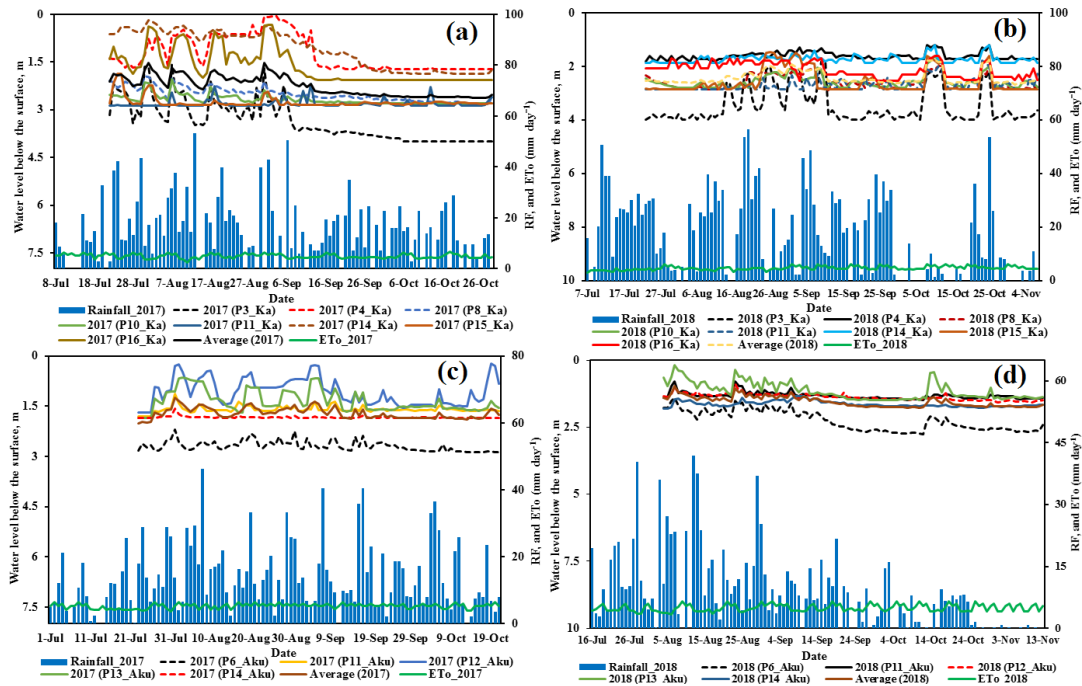 (a)
Water level below the surface, m
0
1.5
3
4.5
6
7.5
100
80
60
40
20
0
RF, and ETo (mm day⁻¹)
8-Jul 18-Jul 28-Jul 7-Aug 17-Aug 27-Aug 6-Sep 16-Sep 26-Sep 6-Oct 16-Oct 26-Oct
Date
Rainfall_2017) 2017 (P3_Ka) 2017 (P4_Ka) 2017 (P8_Ka)
2017 (P10_Ka) 2017 (P11_Ka) 2017 (P14_Ka) 2017 (P15_Ka)
2017 (P16_Ka) Average (2017) ETo_2017
(b)
Water level below the surface, m
0
2
4
6
8
10
100
80
60
40
20
0
RF, and ETo (mm day⁻¹)
7-Jul 17-Jul 27-Jul 6-Aug 16-Aug 26-Aug 5-Sep 15-Sep 25-Sep 5-Oct 15-Oct 25-Oct 4-Nov
Date
Rainfall_2018 2018 (P3_Ka) 2018 (P4_Ka) 2018 (P8_Ka)
2018 (P10_Ka) 2018 (P11_Ka) 2018 (P14_Ka) 2018 (P15_Ka)
2018 (P16_Ka) Average (2018) ETo_2018
(c)
Water level below the surface, m
0
1.5
3
4.5
6
7.5
80
60
40
20
0
RF, and ETo (mm day⁻¹)
1-Jul 11-Jul 21-Jul 31-Jul 10-Aug 20-Aug 30-Aug 9-Sep 19-Sep 29-Sep 9-Oct 19-Oct
Date
Rainfall_2017 2017 (P6_Aku) 2017 (P11_Aku) 2017 (P12_Aku)
2017 (P13_Aku) 2017 (P14_Aku) Average (2017) ETo_2017
(d)
Water level below the surface, m
0
2.5
5
7.5
10
60
45
30
15
0
RF, and ETo (mm day⁻¹)
16-Jul 26-Jul 5-Aug 15-Aug 25-Aug 4-Sep 14-Sep 24-Sep 4-Oct 14-Oct 24-Oct 3-Nov 13-Nov
Date
Rainfall_2018 2018 (P6_Aku) 2018 (P11_Aku) 2018 (P12_Aku)
2018 (P13_Aku) 2018 (P14_Aku) Average (2018) ETo_2018